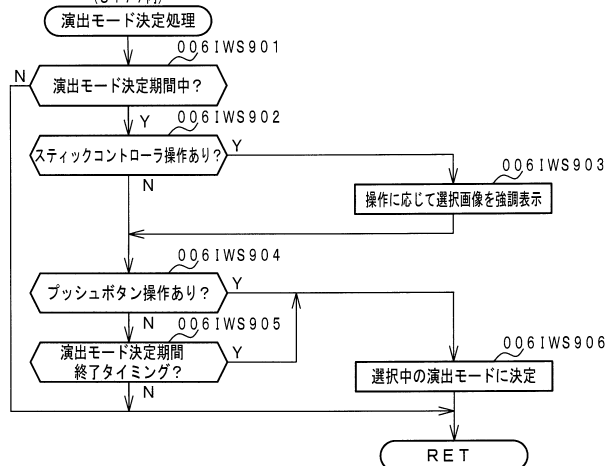 演出モード決定処理
006IWS901
N
演出モード決定期間中？
Y
006IWS902
スティックコントローラ操作あり？
Y
N
006IWS903
操作に応じて選択画像を強調表示
006IWS904
プッシュボタン操作あり？
Y
N
006IWS905
演出モード決定期間
終了タイミング？
Y
N
006IWS906
選択中の演出モードに決定
RET